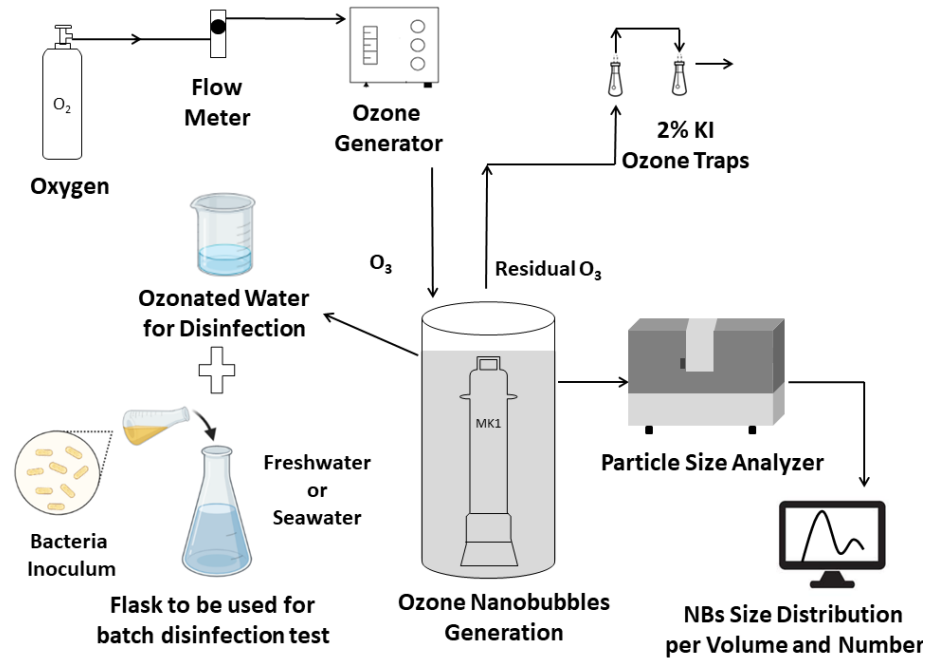 O₂
Oxygen
Flow
Meter
Ozone
Generator
2% KI
Ozone Traps
O₃
Residual O₃
Ozonated Water
for Disinfection
MK1
Particle Size Analyzer
Freshwater
or
Seawater
Bacteria
Inoculum
Flask to be used for
batch disinfection test
Ozone Nanobubbles
Generation
NBs Size Distribution
per Volume and Number